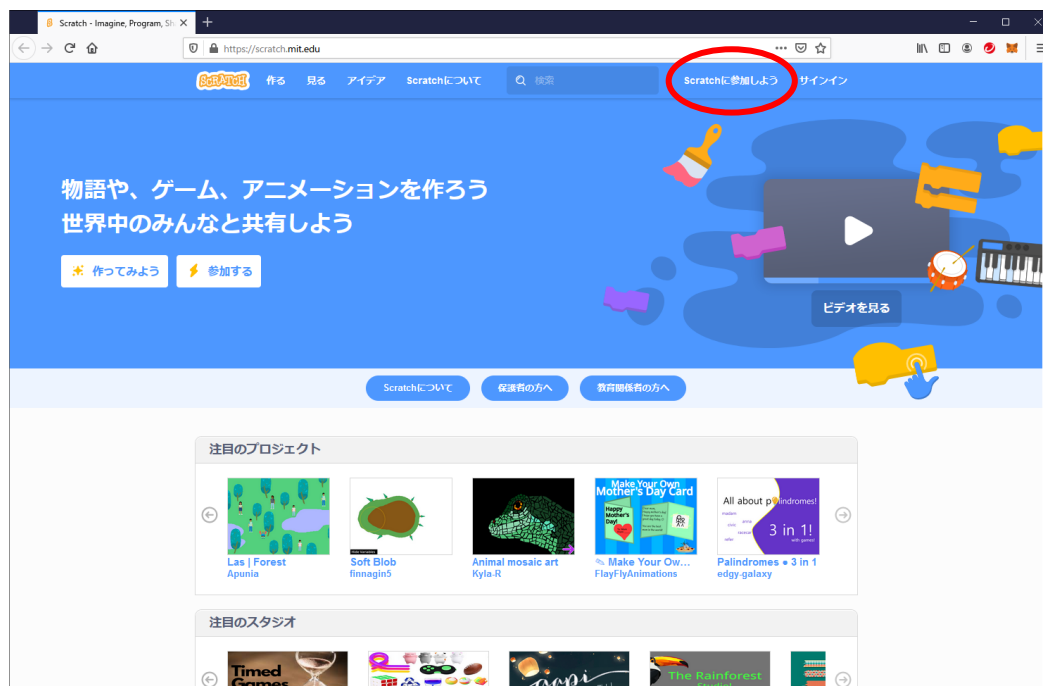 Scratch - Imagine, Program, Sh
https://scratch.mit.edu
SCRATCH 作る 見る アイデア Scratchについて 検索 Scratchに参加しよう サインイン
物語や、ゲーム、アニメーションを作ろう
世界中のみんなと共有しよう
作ってみよう 参加する
ビデオを見る
Scratchについて 保護者の方へ 教育関係者の方へ
注目のプロジェクト
Make Your Own
Mother's Day Card
Happy
Mother's
Day!
All about palindromes!
3 in 1!
with games!
Las | Forest
Apunia
Soft Blob
finnagin5
Animal mosaic art
Kyla-R
✎ Make Your Ow...
FlayFlyAnimations
Palindromes ● 3 in 1
edgy-galaxy
注目のスタジオ
Timed
Games
aapi
The Rainforest
Studio!